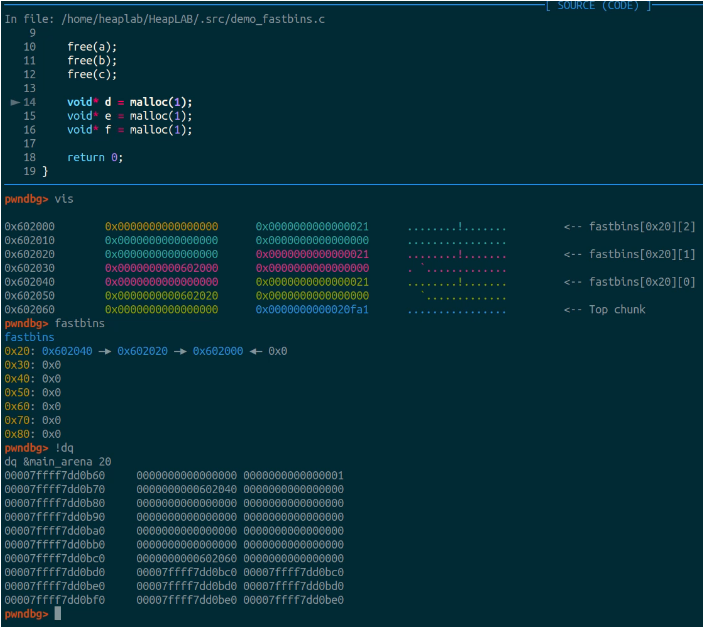 [ SOURCE (CODE) ]
In file: /home/heaplab/HeapLAB/.src/demo_fastbins.c
9
10 free(a);
11 free(b);
12 free(c);
13
► 14 void* d = malloc(1);
15 void* e = malloc(1);
16 void* f = malloc(1);
17
18 return 0;
19 }
pwndbg> vis
0x602000 0x0000000000000000 0x0000000000000021 ........!....... <-- fastbins[0x20][2]
0x602010 0x0000000000000000 0x0000000000000000 ................
0x602020 0x0000000000000000 0x0000000000000021 ........!....... <-- fastbins[0x20][1]
0x602030 0x0000000000602000 0x0000000000000000 . `.............
0x602040 0x0000000000000000 0x0000000000000021 ........!....... <-- fastbins[0x20][0]
0x602050 0x0000000000602020 0x0000000000000000   `.............
0x602060 0x0000000000000000 0x0000000000020fa1 ................ <-- Top chunk
pwndbg> fastbins
fastbins
0x20: 0x602040 —► 0x602020 —► 0x602000 ◄— 0x0
0x30: 0x0
0x40: 0x0
0x50: 0x0
0x60: 0x0
0x70: 0x0
0x80: 0x0
pwndbg> !dq
dq &main_arena 20
00007ffff7dd0b60 0000000000000000 0000000000000001
00007ffff7dd0b70 0000000000602040 0000000000000000
00007ffff7dd0b80 0000000000000000 0000000000000000
00007ffff7dd0b90 0000000000000000 0000000000000000
00007ffff7dd0ba0 0000000000000000 0000000000000000
00007ffff7dd0bb0 0000000000000000 0000000000000000
00007ffff7dd0bc0 0000000000602060 0000000000000000
00007ffff7dd0bd0 00007ffff7dd0bc0 00007ffff7dd0bc0
00007ffff7dd0be0 00007ffff7dd0bd0 00007ffff7dd0bd0
00007ffff7dd0bf0 00007ffff7dd0be0 00007ffff7dd0be0
pwndbg>